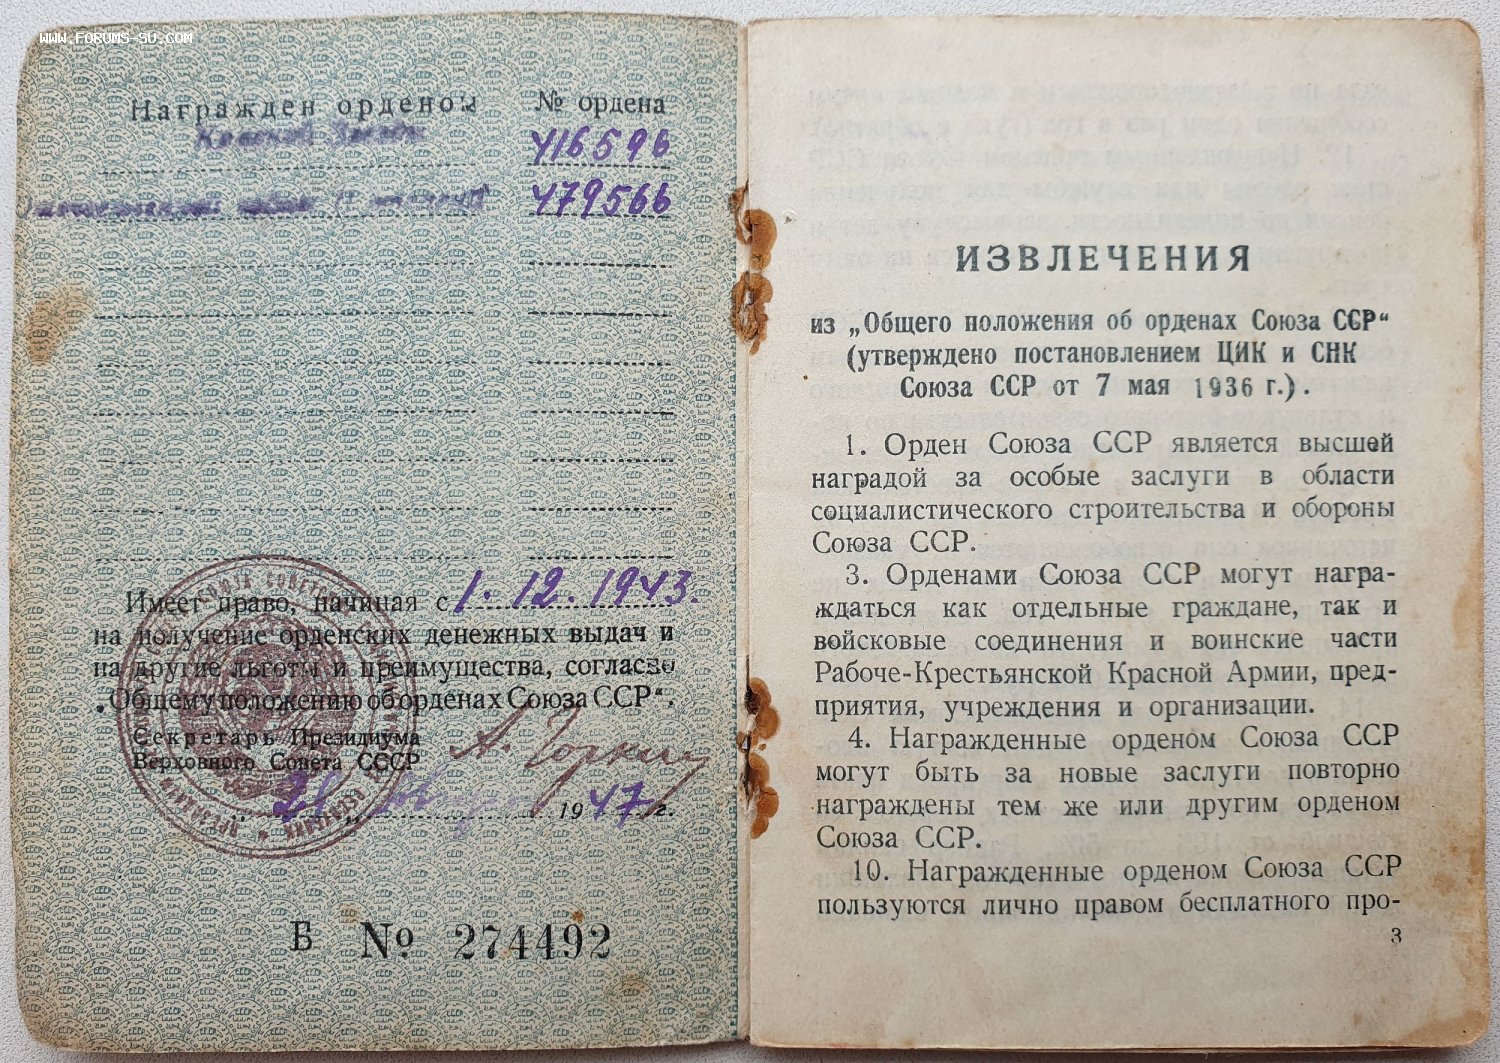 WWW.FORUMS-SU.COM
Награжден орденом № ордена
Красной Звезды 416596
Отечественной войны II степени 479566
Имеет право, начиная с 1.12.1943.
на получение орденских денежных выдач и
на другие льготы и преимущества, согласно
„Общему положению об орденах Союза ССР“.
Секретарь Президиума
Верховного Совета СССР
А. Горкин
1947 г.
Б № 274492
ИЗВЛЕЧЕНИЯ
из „Общего положения об орденах Союза ССР“
(утверждено постановлением ЦИК и СНК
Союза ССР от 7 мая 1936 г.).
1. Орден Союза ССР является высшей
наградой за особые заслуги в области
социалистического строительства и обороны
Союза ССР.
3. Орденами Союза ССР могут награ-
ждаться как отдельные граждане, так и
войсковые соединения и воинские части
Рабоче-Крестьянской Красной Армии, пред-
приятия, учреждения и организации.
4. Награжденные орденом Союза ССР
могут быть за новые заслуги повторно
награждены тем же или другим орденом
Союза ССР.
10. Награжденные орденом Союза ССР
пользуются лично правом бесплатного про-
3